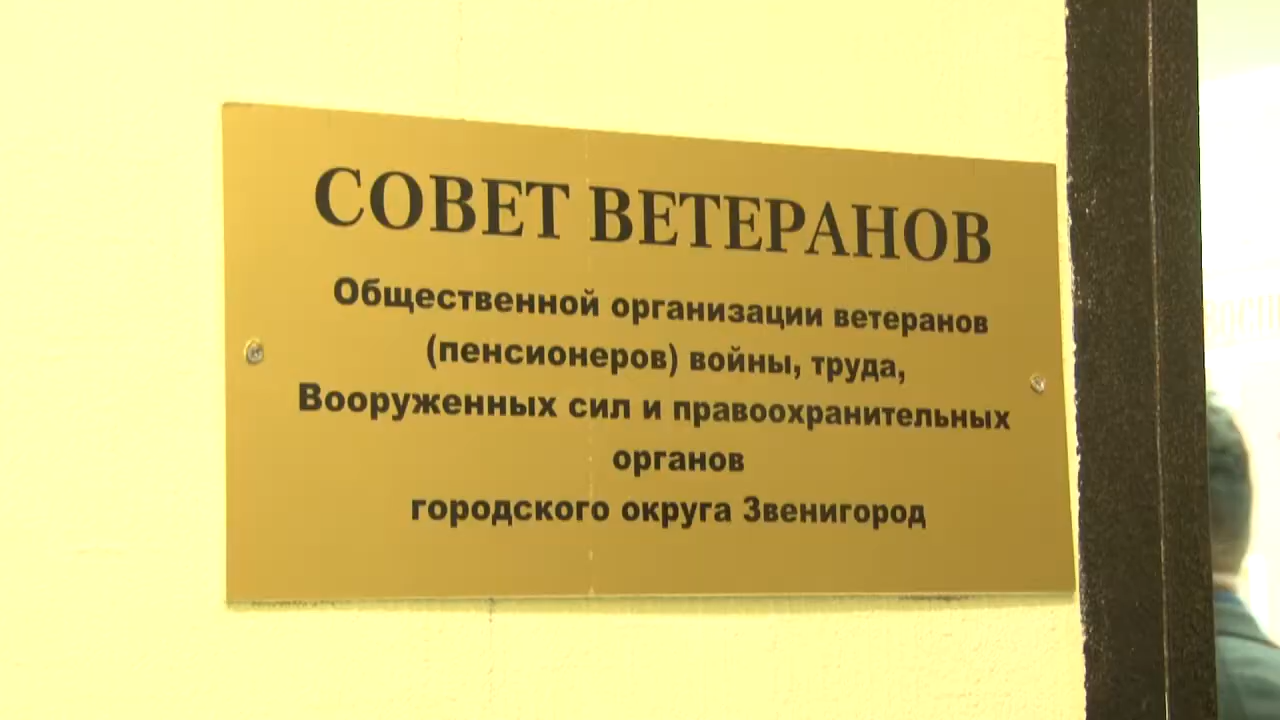 СОВЕТ ВЕТЕРАНОВ
Общественной организации ветеранов
(пенсионеров) войны, труда,
Вооруженных сил и правоохранительных
органов
городского округа Звенигород